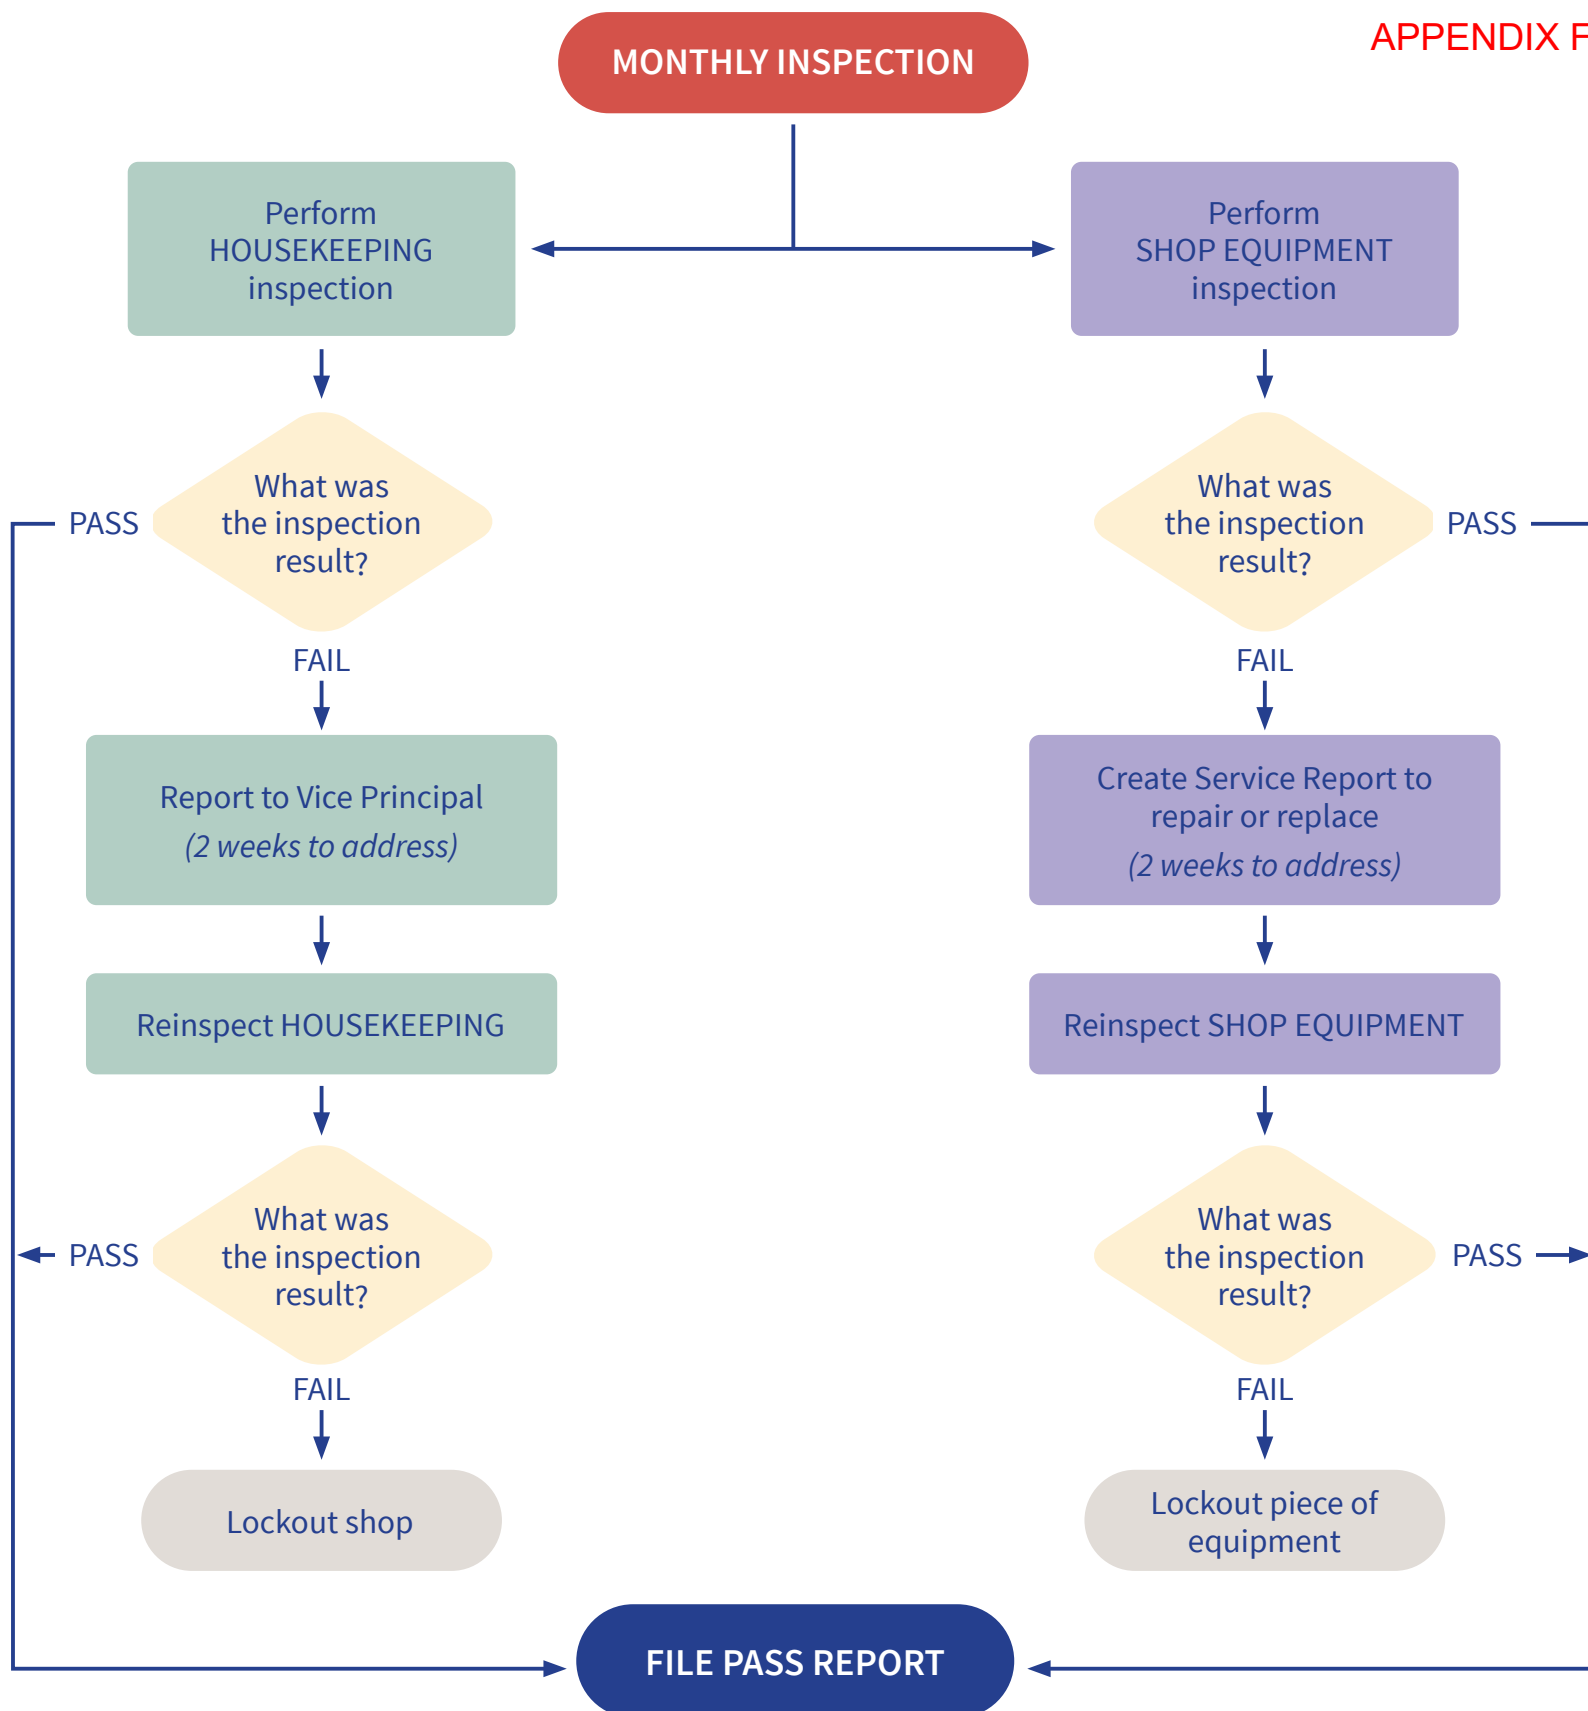 APPENDIX F
MONTHLY INSPECTION
Perform
HOUSEKEEPING
inspection
Perform
SHOP EQUIPMENT
inspection
What was
the inspection
result?
PASS
FAIL
What was
the inspection
result?
PASS
FAIL
Report to Vice Principal
(2 weeks to address)
Create Service Report to
repair or replace
(2 weeks to address)
Reinspect HOUSEKEEPING
Reinspect SHOP EQUIPMENT
What was
the inspection
result?
PASS
FAIL
What was
the inspection
result?
PASS
FAIL
Lockout shop
Lockout piece of
equipment
FILE PASS REPORT